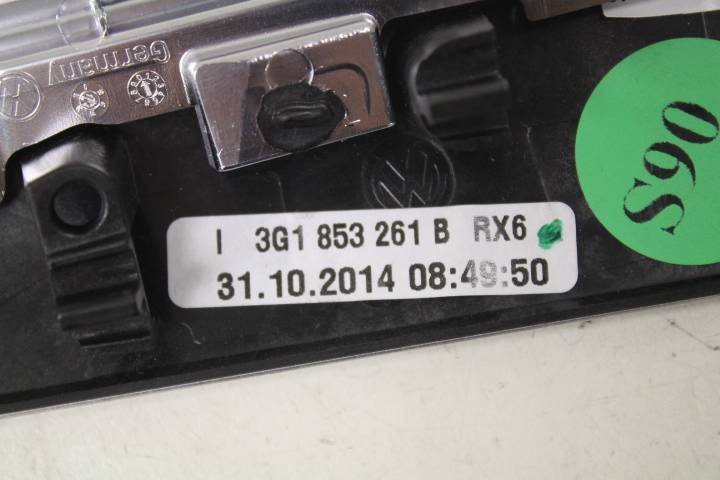 Germany
S90
I 3G1 853 261 B RX6
31.10.2014 08:49:50